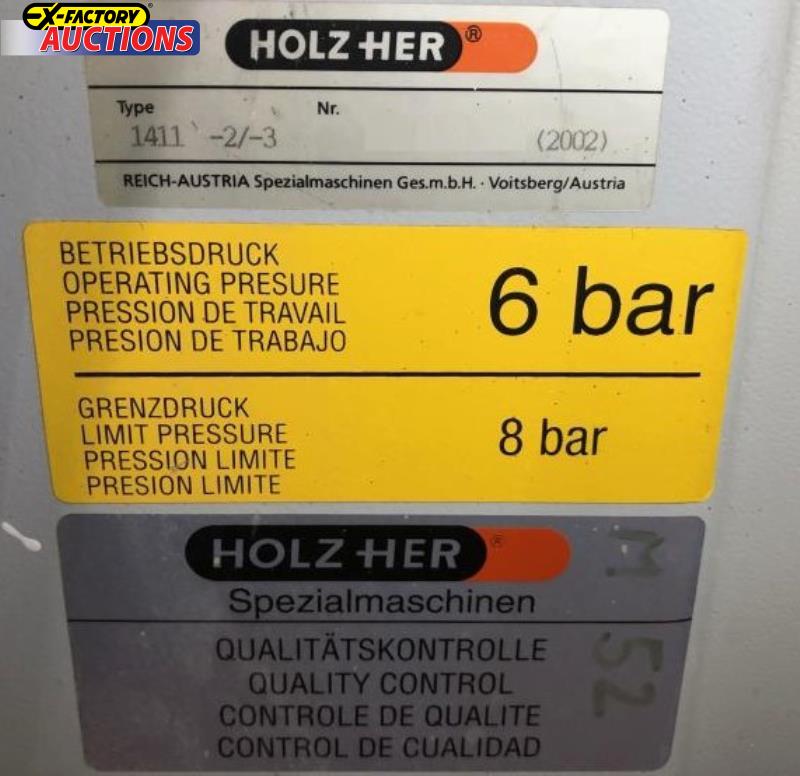 EX-FACTORY
AUCTIONS
HOLZ-HER®
Type Nr.
1411 -2/-3 (2002)
REICH-AUSTRIA Spezialmaschinen Ges.m.b.H. · Voitsberg/Austria
BETRIEBSDRUCK
OPERATING PRESURE
PRESSION DE TRAVAIL
PRESION DE TRABAJO
6 bar
GRENZDRUCK
LIMIT PRESSURE
PRESSION LIMITE
PRESION LIMITE
8 bar
HOLZ-HER®
Spezialmaschinen
QUALITÄTSKONTROLLE
QUALITY CONTROL
CONTROLE DE QUALITE
CONTROL DE CUALIDAD
M 52